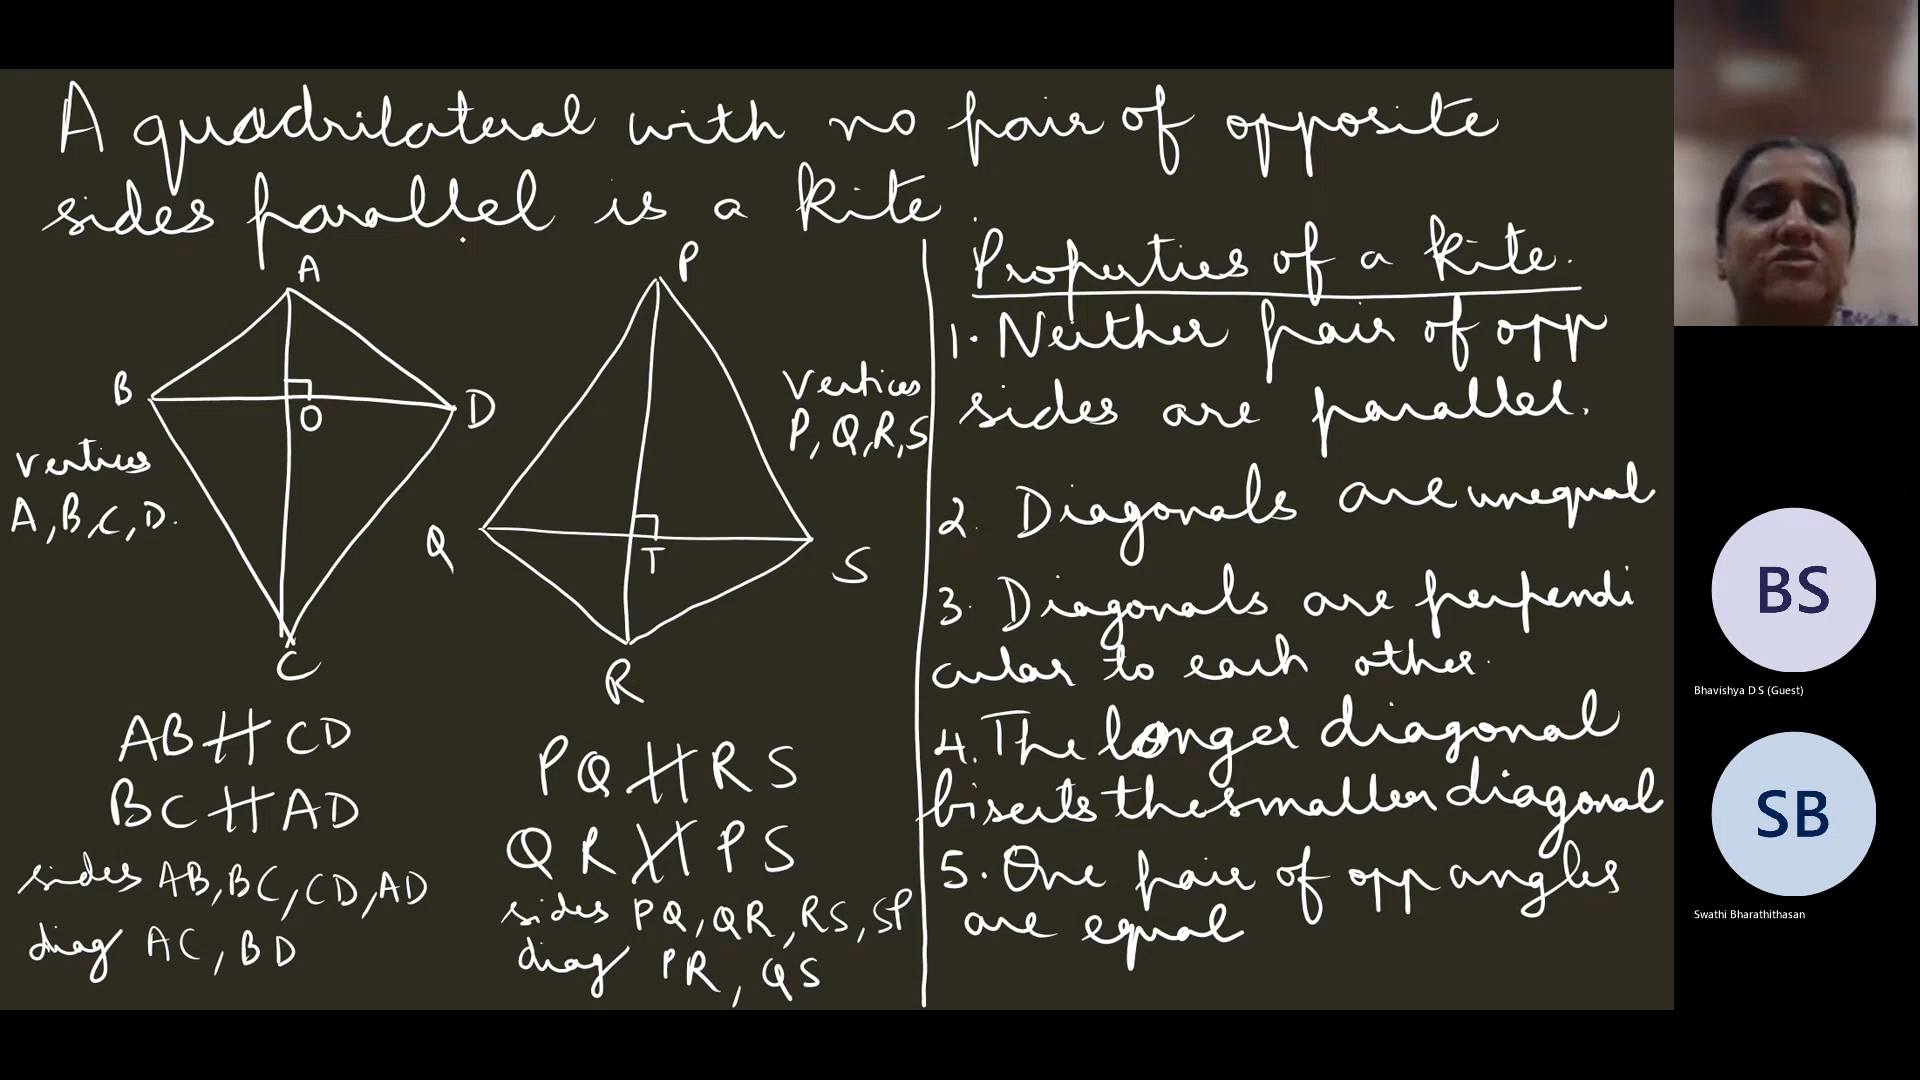 A quadrilateral with no pair of opposite
sides parallel is a kite
A
B
O
D
C
vertices
A, B, C, D.
P
Q
T
S
R
vertices
P, Q, R, S
AB ∦ CD
BC ∦ AD
sides AB, BC, CD, AD
diag AC, BD
PQ ∦ RS
QR ∦ PS
sides PQ, QR, RS, SP
diag PR, QS
Properties of a kite.
1. Neither pair of opp
sides are parallel.
2. Diagonals are unequal
3. Diagonals are perpendi
cular to each other.
4. The longer diagonal
bisects the smaller diagonal
5. One pair of opp angles
are equal
BS
Bhavishya D S (Guest)
SB
Swathi Bharathithasan